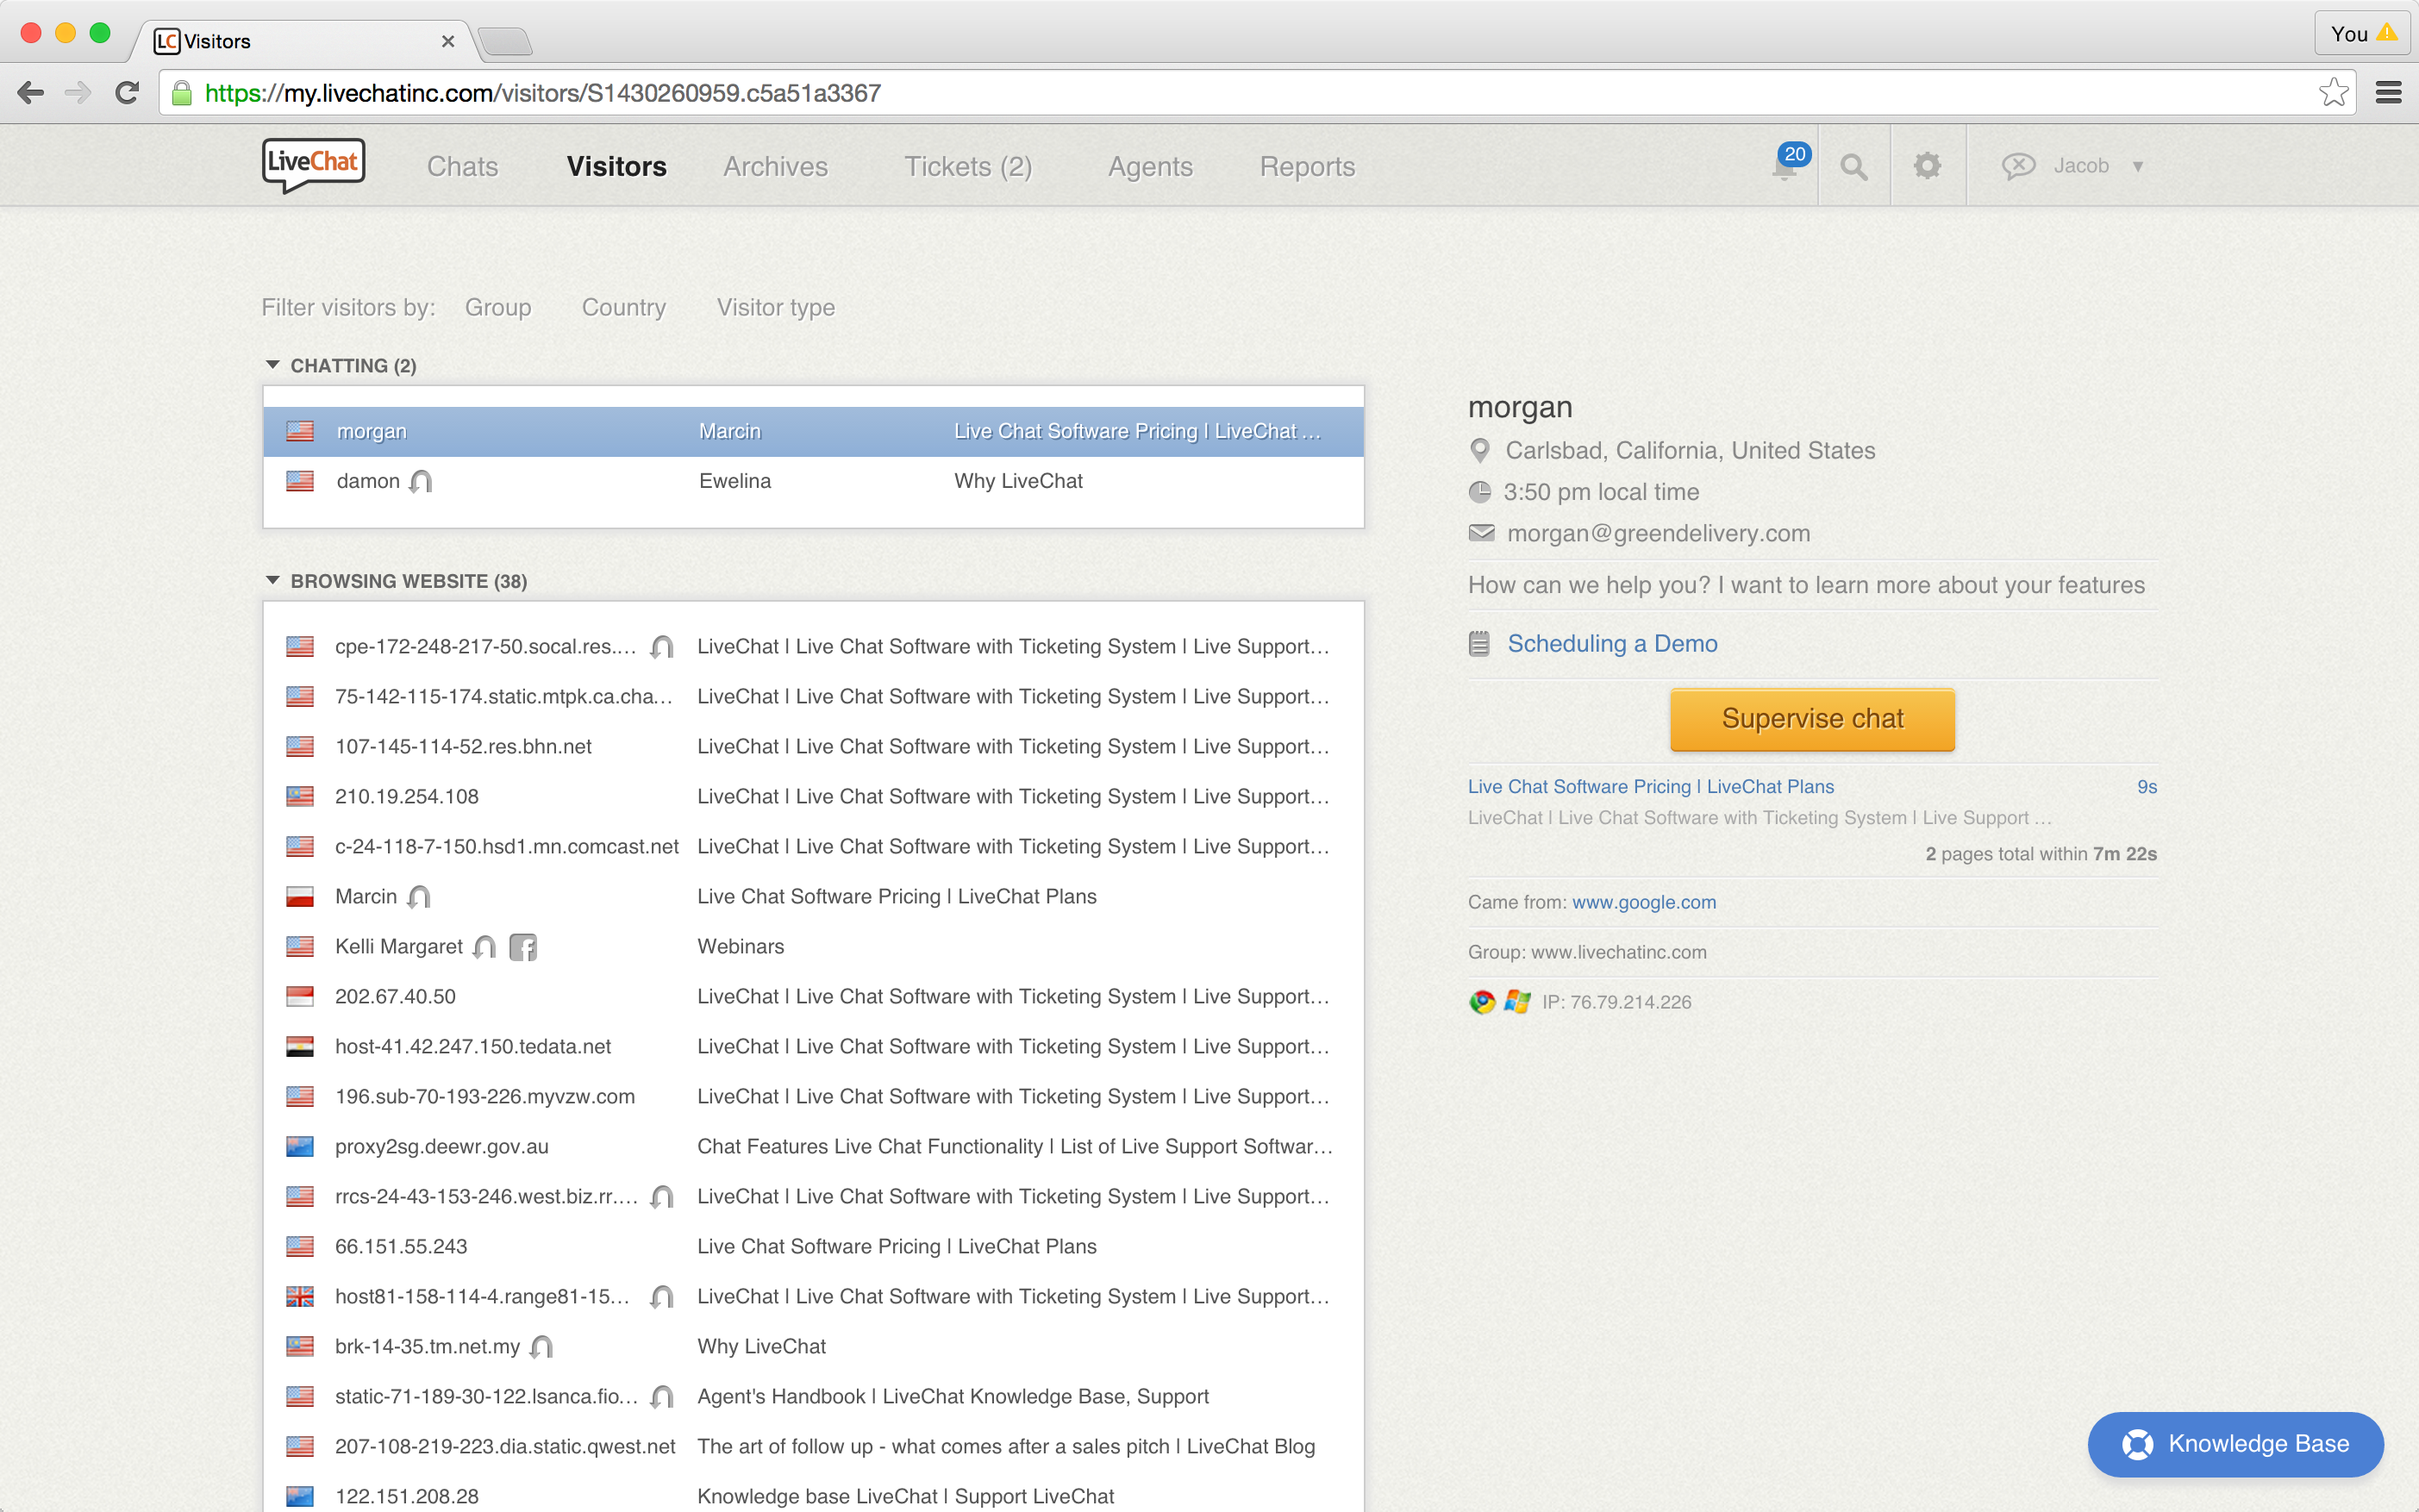 LC Visitors
You
https://my.livechatinc.com/visitors/S1430260959.c5a51a3367
LiveChat Chats Visitors Archives Tickets (2) Agents Reports 20 Jacob
Filter visitors by: Group Country Visitor type
CHATTING (2)
morgan Marcin Live Chat Software Pricing | LiveChat ...
damon Ewelina Why LiveChat
BROWSING WEBSITE (38)
cpe-172-248-217-50.socal.res.... LiveChat | Live Chat Software with Ticketing System | Live Support...
75-142-115-174.static.mtpk.ca.cha... LiveChat | Live Chat Software with Ticketing System | Live Support...
107-145-114-52.res.bhn.net LiveChat | Live Chat Software with Ticketing System | Live Support...
210.19.254.108 LiveChat | Live Chat Software with Ticketing System | Live Support...
c-24-118-7-150.hsd1.mn.comcast.net LiveChat | Live Chat Software with Ticketing System | Live Support...
Marcin Live Chat Software Pricing | LiveChat Plans
Kelli Margaret f Webinars
202.67.40.50 LiveChat | Live Chat Software with Ticketing System | Live Support...
host-41.42.247.150.tedata.net LiveChat | Live Chat Software with Ticketing System | Live Support...
196.sub-70-193-226.myvzw.com LiveChat | Live Chat Software with Ticketing System | Live Support...
proxy2sg.deewr.gov.au Chat Features Live Chat Functionality | List of Live Support Softwar...
rrcs-24-43-153-246.west.biz.rr.... LiveChat | Live Chat Software with Ticketing System | Live Support...
66.151.55.243 Live Chat Software Pricing | LiveChat Plans
host81-158-114-4.range81-15... LiveChat | Live Chat Software with Ticketing System | Live Support...
brk-14-35.tm.net.my Why LiveChat
static-71-189-30-122.lsanca.fio... Agent's Handbook | LiveChat Knowledge Base, Support
207-108-219-223.dia.static.qwest.net The art of follow up - what comes after a sales pitch | LiveChat Blog
122.151.208.28 Knowledge base LiveChat | Support LiveChat
morgan
Carlsbad, California, United States
3:50 pm local time
morgan@greendelivery.com
How can we help you? I want to learn more about your features
Scheduling a Demo
Supervise chat
Live Chat Software Pricing | LiveChat Plans 9s
LiveChat | Live Chat Software with Ticketing System | Live Support ...
2 pages total within 7m 22s
Came from: www.google.com
Group: www.livechatinc.com
IP: 76.79.214.226
Knowledge Base